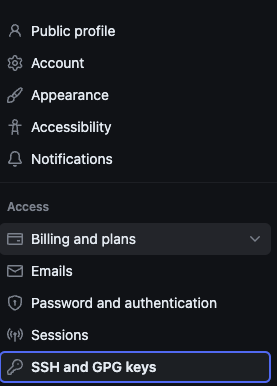 Public profile
Account
Appearance
Accessibility
Notifications
Access
Billing and plans
Emails
Password and authentication
Sessions
SSH and GPG keys